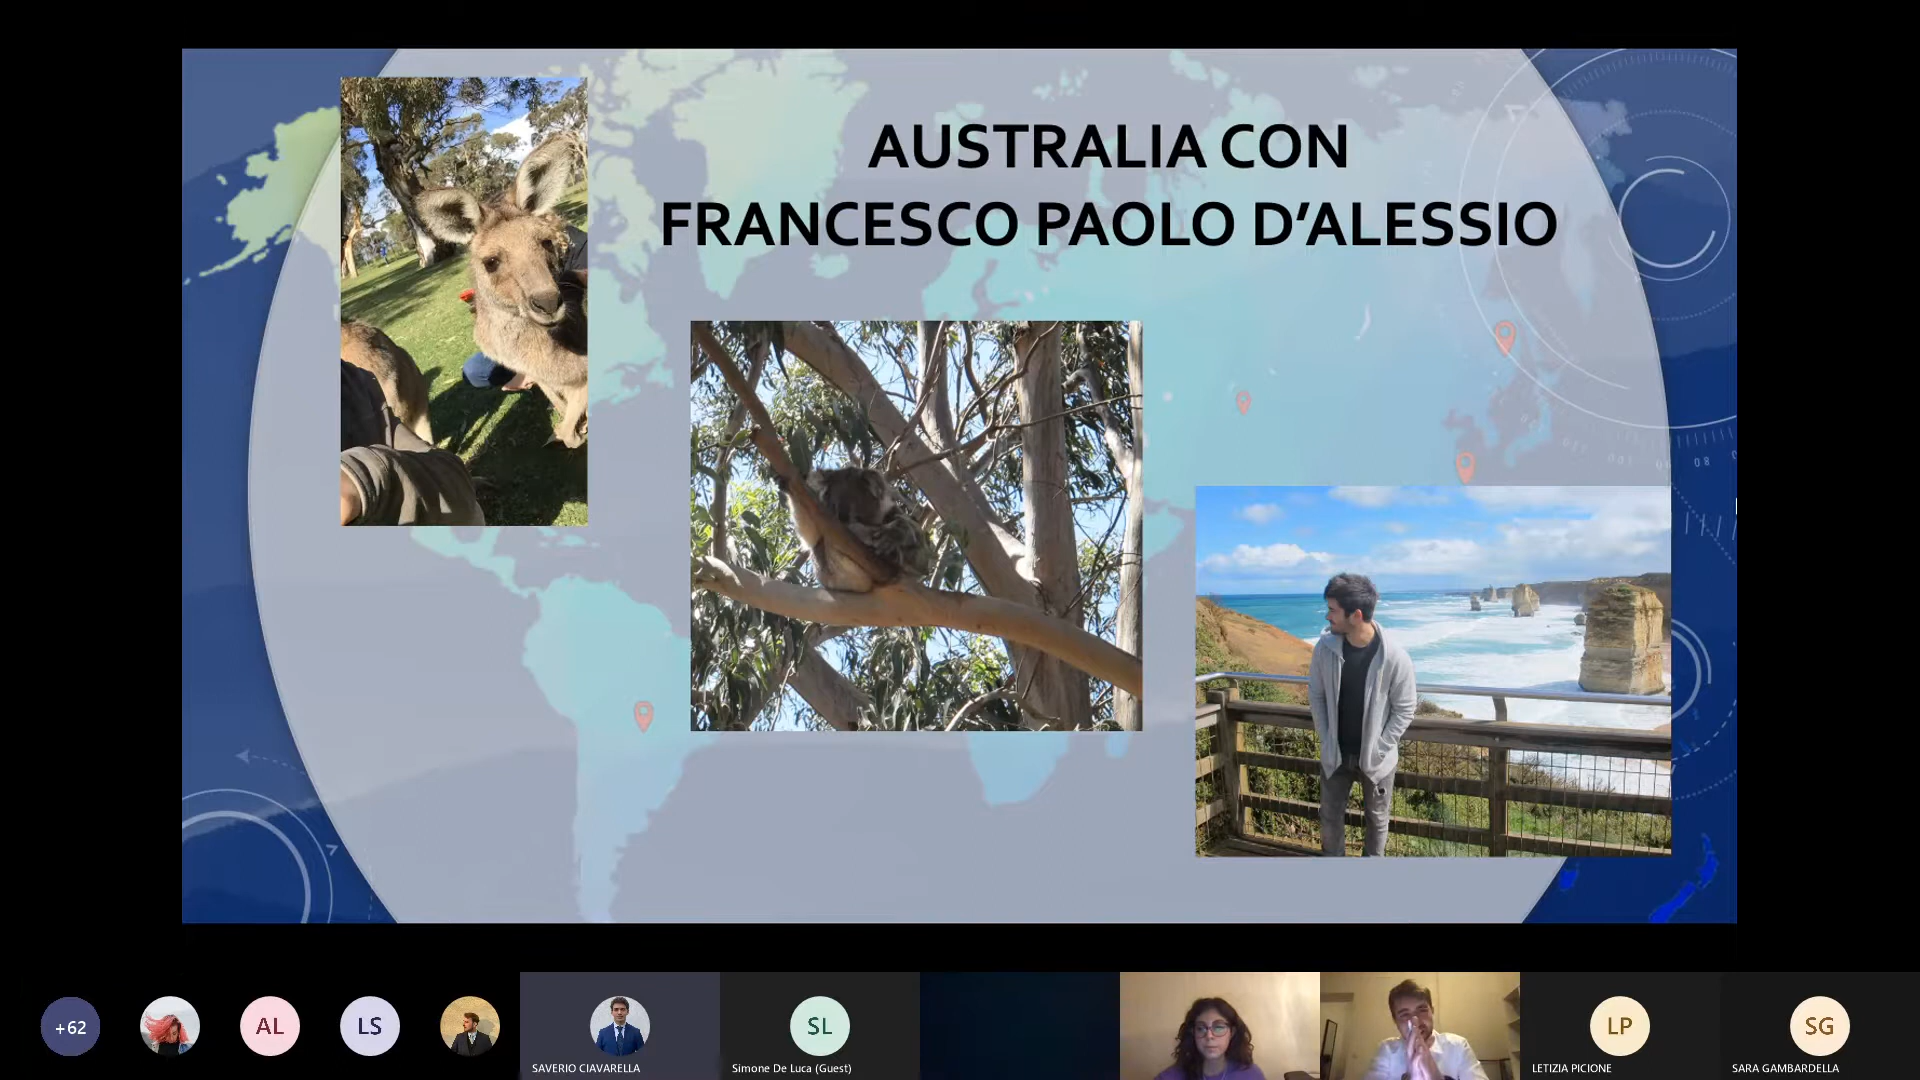 AUSTRALIA CON
FRANCESCO PAOLO D'ALESSIO
+62
AL
LS
SAVERIO CIAVARELLA
SL
Simone De Luca (Guest)
LP
LETIZIA PICIONE
SG
SARA GAMBARDELLA